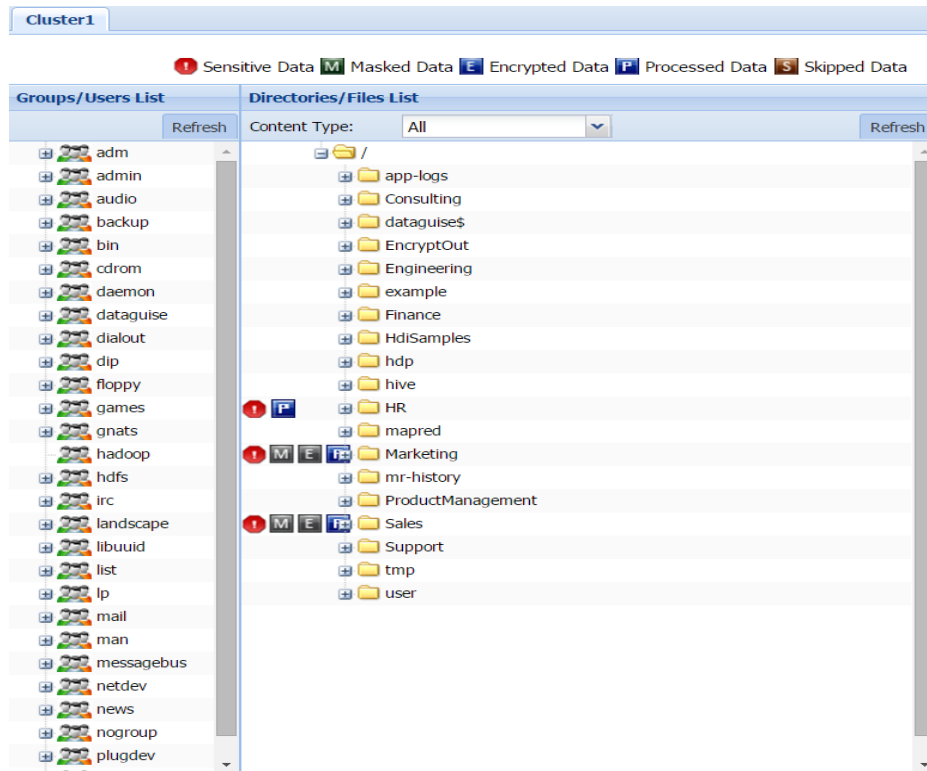 Cluster1
Sensitive Data M Masked Data E Encrypted Data P Processed Data S Skipped Data
Groups/Users List
Refresh
adm
admin
audio
backup
bin
cdrom
daemon
dataguise
dialout
dip
floppy
games
gnats
hadoop
hdfs
irc
landscape
libuuid
list
lp
mail
man
messagebus
netdev
news
nogroup
plugdev
Directories/Files List
Content Type: All Refresh
/
app-logs
Consulting
dataguise$
EncryptOut
Engineering
example
Finance
HdiSamples
hdp
hive
P HR
mapred
M E P Marketing
mr-history
ProductManagement
M E P Sales
Support
tmp
user